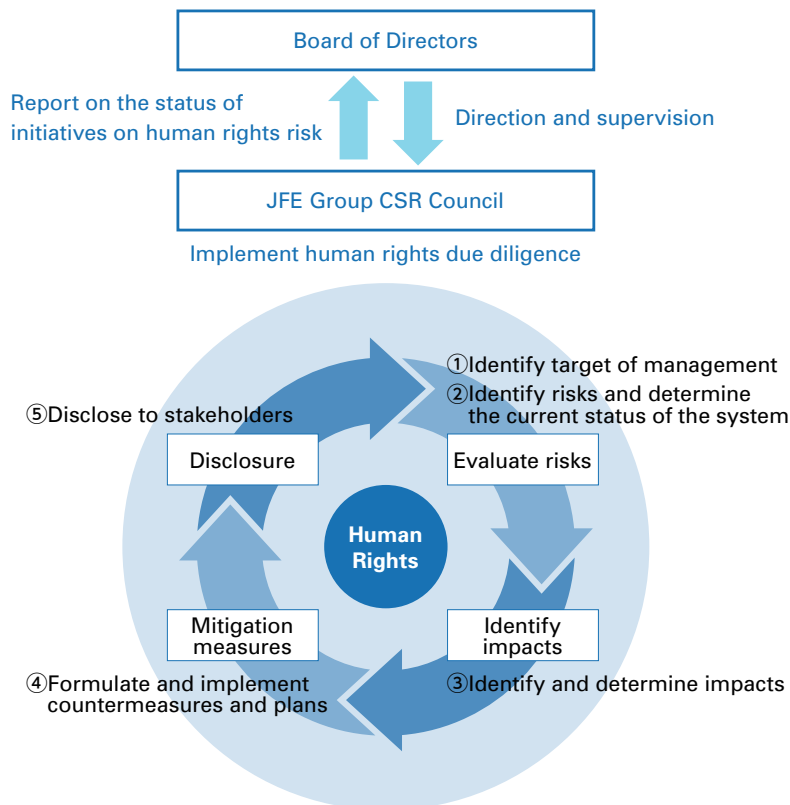 Board of Directors
Report on the status of
initiatives on human rights risk
Direction and supervision
JFE Group CSR Council
Implement human rights due diligence
①Identify target of management
②Identify risks and determine
the current status of the system
Evaluate risks
Identify
impacts
③Identify and determine impacts
Mitigation
measures
④Formulate and implement
countermeasures and plans
⑤Disclose to stakeholders
Disclosure
Human
Rights